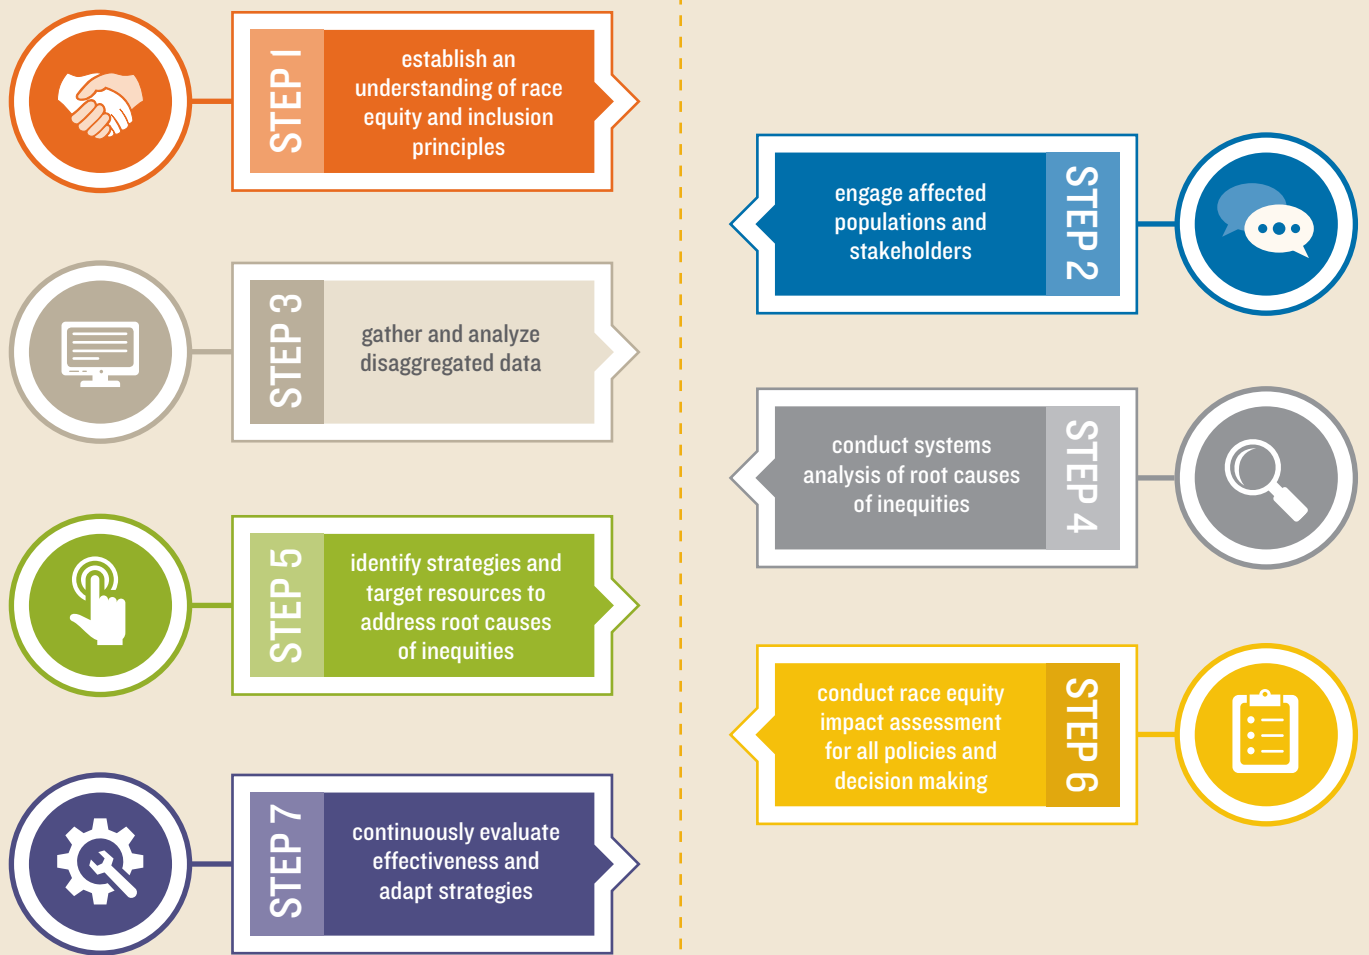 STEP 1
establish an
understanding of race
equity and inclusion
principles
STEP 2
engage affected
populations and
stakeholders
STEP 3
gather and analyze
disaggregated data
STEP 4
conduct systems
analysis of root causes
of inequities
STEP 5
identify strategies and
target resources to
address root causes
of inequities
STEP 6
conduct race equity
impact assessment
for all policies and
decision making
STEP 7
continuously evaluate
effectiveness and
adapt strategies